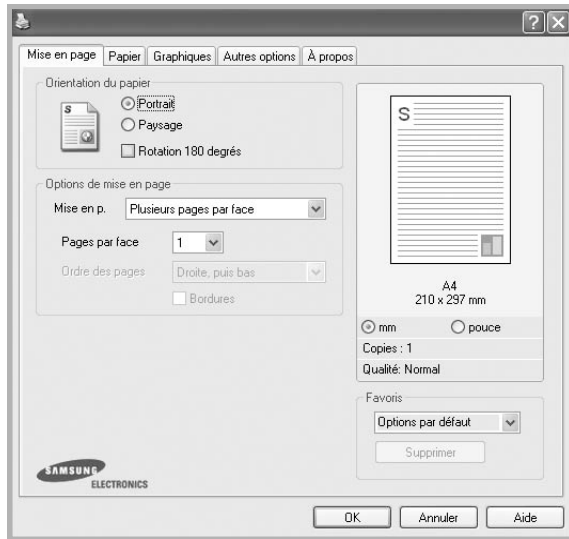 Mise en page Papier Graphiques Autres options À propos
Orientation du papier
S
Portrait
Paysage
Rotation 180 degrés
Options de mise en page
Mise en p. Plusieurs pages par face
Pages par face 1
Ordre des pages Droite, puis bas
Bordures
S
A4
210 x 297 mm
mm pouce
Copies : 1
Qualité: Normal
Favoris
Options par défaut
Supprimer
SAMSUNG
ELECTRONICS
OK Annuler Aide